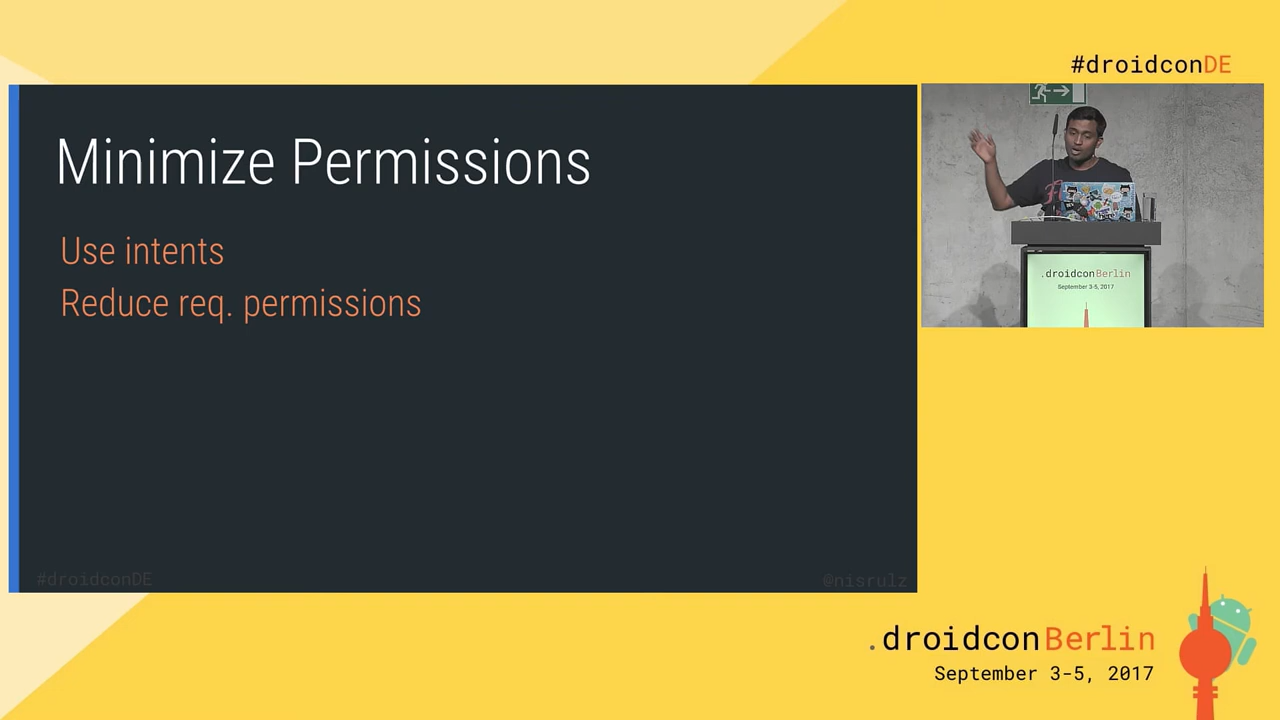 #droidconDE
Minimize Permissions
Use intents
Reduce req. permissions
#droidconDE
@nisrulz
.droidconBerlin
September 3-5, 2017
.droidconBerlin
September 3-5, 2017